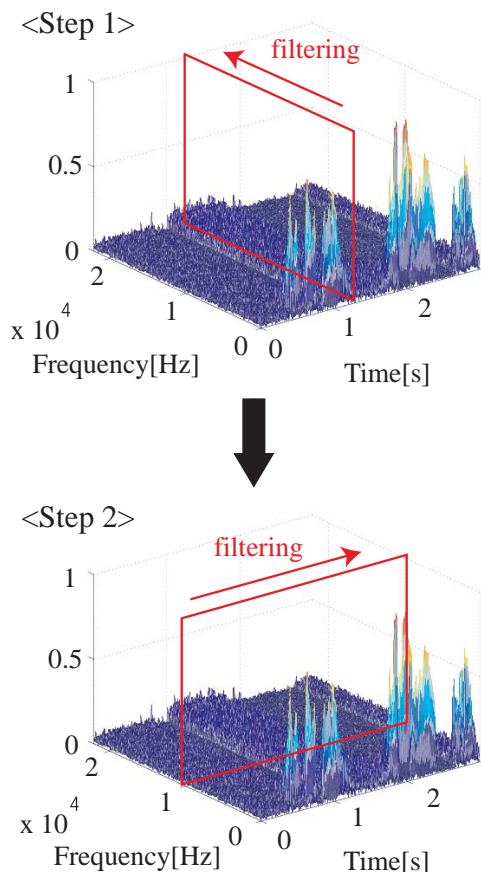 <Step 1>
filtering
1
0.5
0
2
1
0
x 10^4
0
1
2
Frequency[Hz]
Time[s]
<Step 2>
filtering
1
0.5
0
2
1
0
x 10^4
0
1
2
Frequency[Hz]
Time[s]